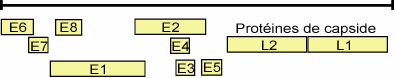 E6 E8 E2 Protéines de capside
E7 E4 L2 L1
E1 E3 E5